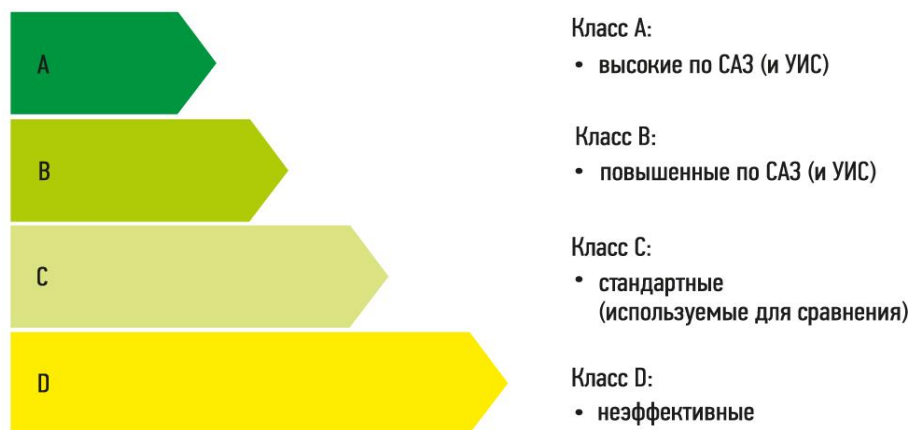 A
Класс A:
• высокие по САЗ (и УИС)
B
Класс B:
• повышенные по САЗ (и УИС)
C
Класс C:
• стандартные
(используемые для сравнения)
D
Класс D:
• неэффективные